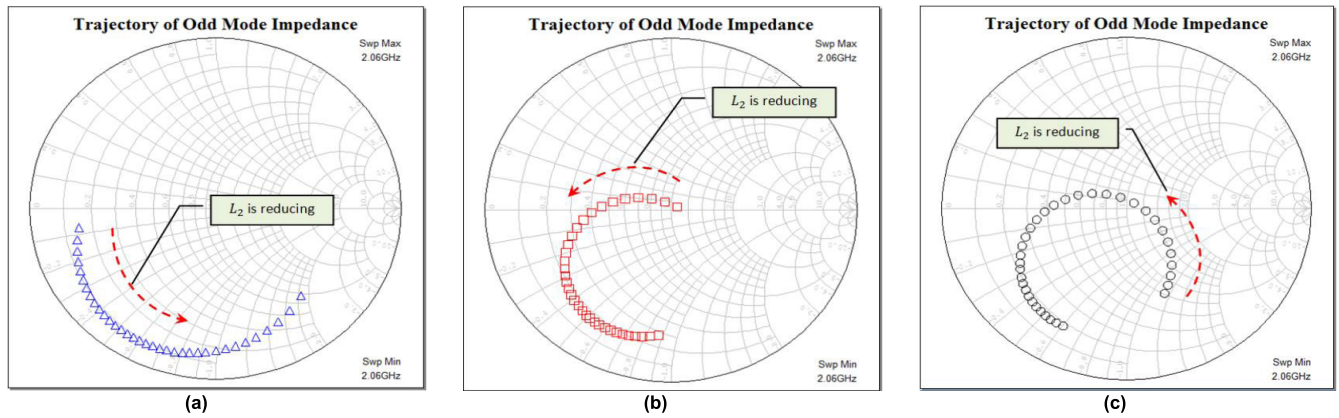 Trajectory of Odd Mode Impedance
Swp Max
2.06GHz
L₂ is reducing
Swp Min
2.06GHz
(a)
Trajectory of Odd Mode Impedance
Swp Max
2.06GHz
L₂ is reducing
Swp Min
2.06GHz
(b)
Trajectory of Odd Mode Impedance
Swp Max
2.06GHz
L₂ is reducing
Swp Min
2.06GHz
(c)